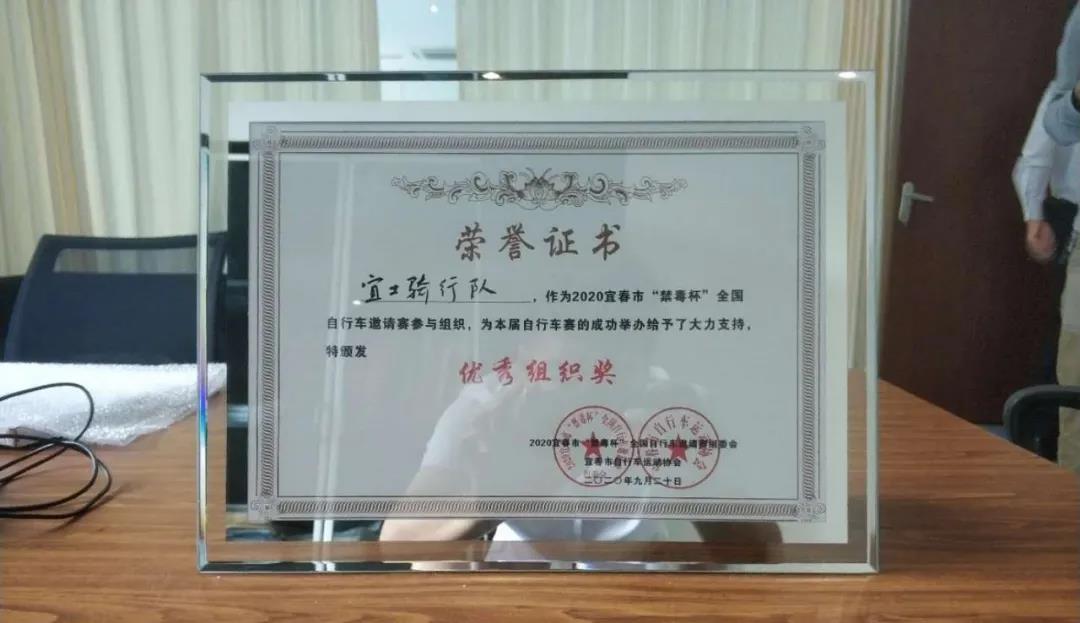 荣誉证书
宜士骑行队，作为2020宜春市“禁毒杯”全国
自行车邀请赛参与组织，为本届自行车赛的成功举办给予了大力支持，
特颁发
优秀组织奖
2020宜春市“禁毒杯”全国自行车邀请赛组委会
宜春市自行车运动协会
二〇二〇年九月二十日